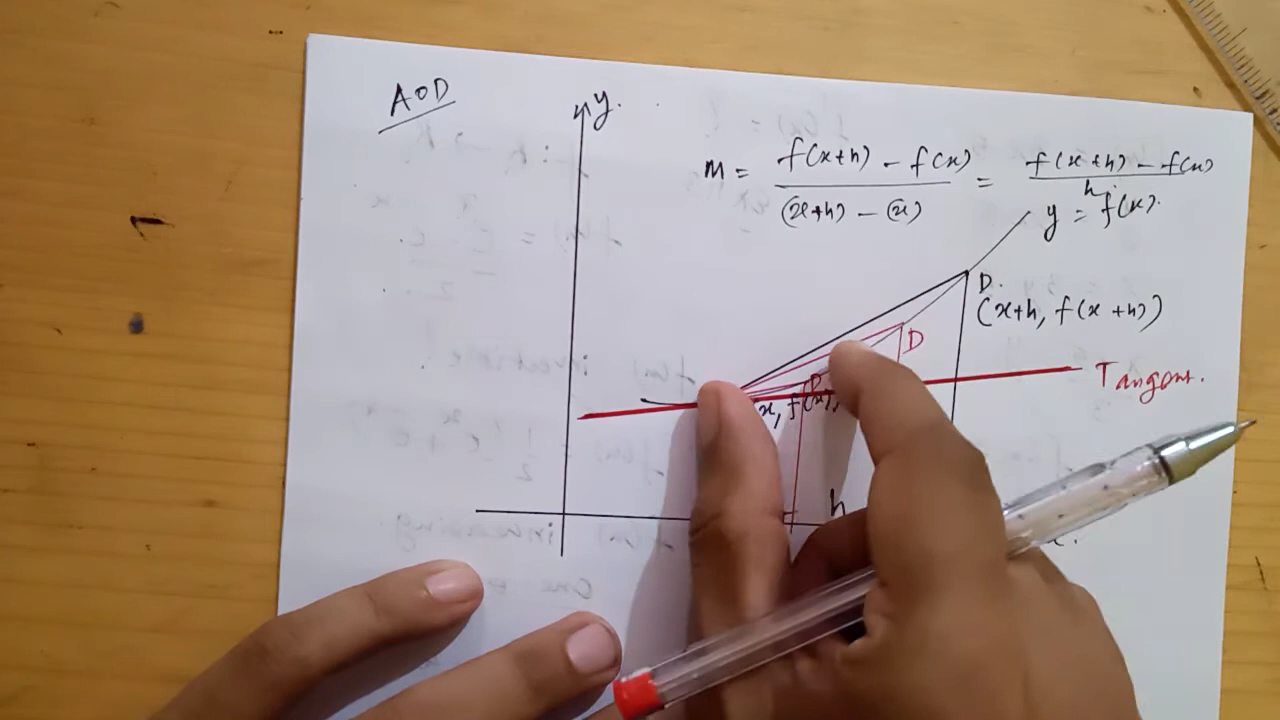 AOD
y.
m = f(x+h) - f(x) / (x+h) - (x) = f(x+h) - f(x) / h.
y = f(x).
D.
(x+h, f(x+h))
D
D
Tangent.
x, f(x),
h
x.